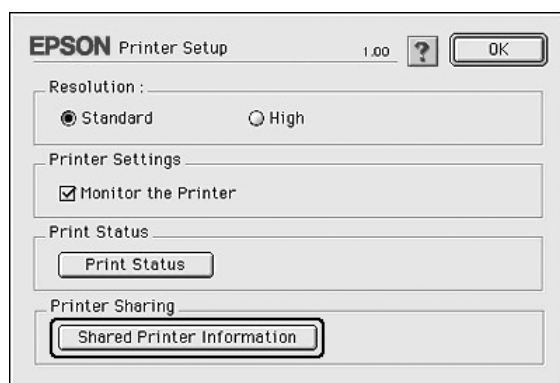 EPSON Printer Setup 1.00 ? OK
Resolution :
Standard High
Printer Settings
Monitor the Printer
Print Status
Print Status
Printer Sharing
Shared Printer Information